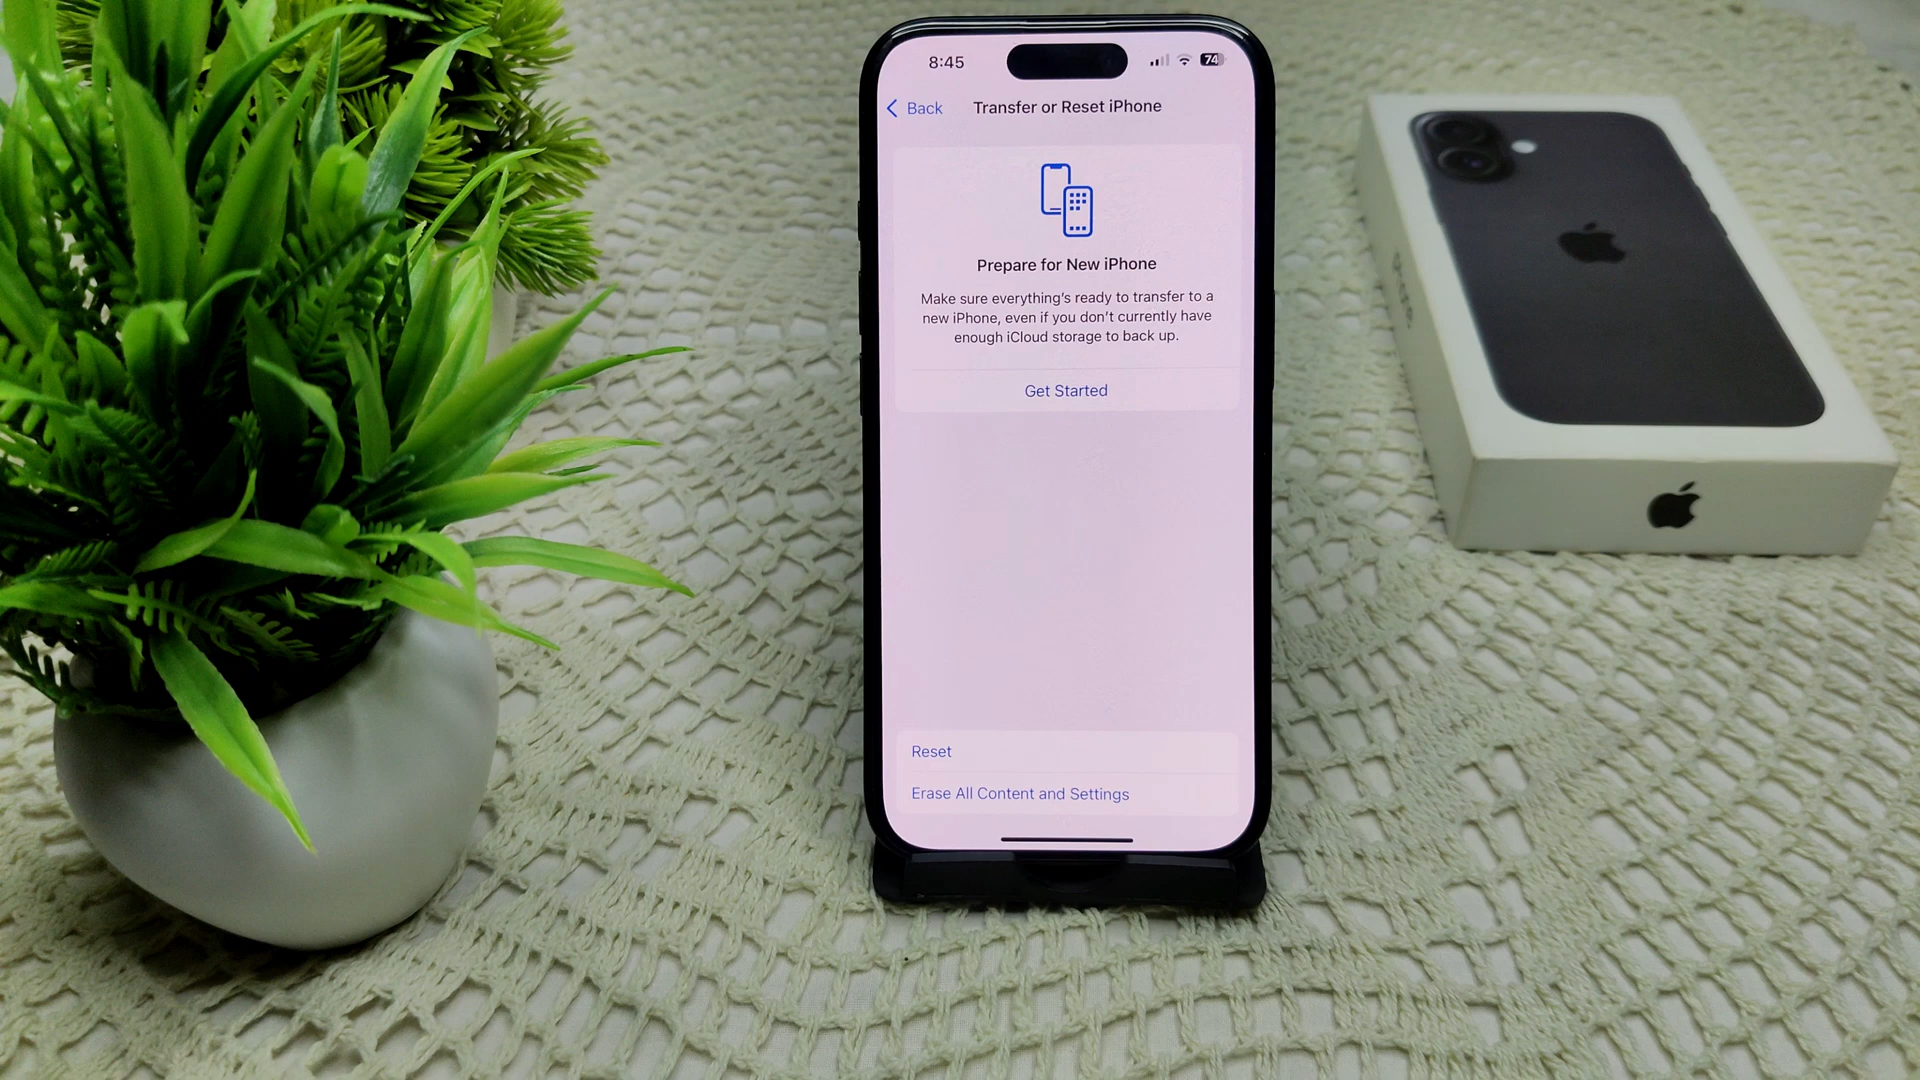 8:45
74
Back
Transfer or Reset iPhone
Prepare for New iPhone
Make sure everything's ready to transfer to a
new iPhone, even if you don't currently have
enough iCloud storage to back up.
Get Started
Reset
Erase All Content and Settings